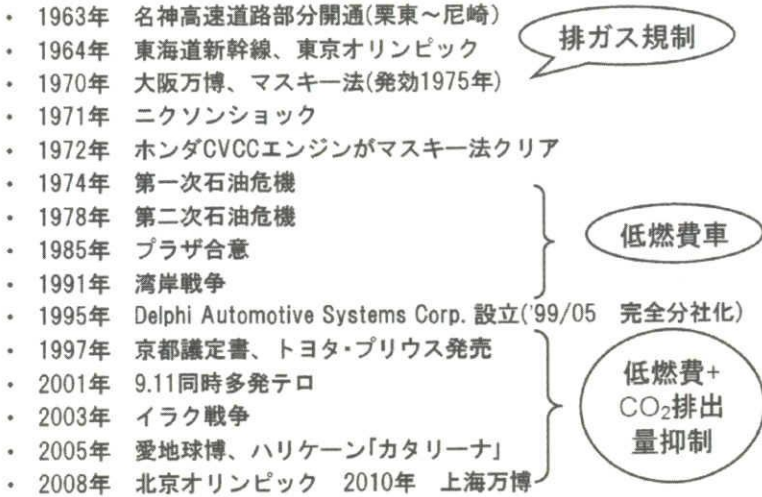 ・ 1963年 名神高速道路部分開通(栗東～尼崎)
排ガス規制
・ 1964年 東海道新幹線、東京オリンピック
・ 1970年 大阪万博、マスキー法(発効1975年)
・ 1971年 ニクソンショック
・ 1972年 ホンダCVCCエンジンがマスキー法クリア
・ 1974年 第一次石油危機
・ 1978年 第二次石油危機
・ 1985年 プラザ合意
・ 1991年 湾岸戦争
低燃費車
・ 1995年 Delphi Automotive Systems Corp. 設立('99/05 完全分社化)
・ 1997年 京都議定書、トヨタ・プリウス発売
・ 2001年 9.11同時多発テロ
・ 2003年 イラク戦争
・ 2005年 愛地球博、ハリケーン「カタリーナ」
・ 2008年 北京オリンピック 2010年 上海万博
低燃費+
CO₂排出
量抑制